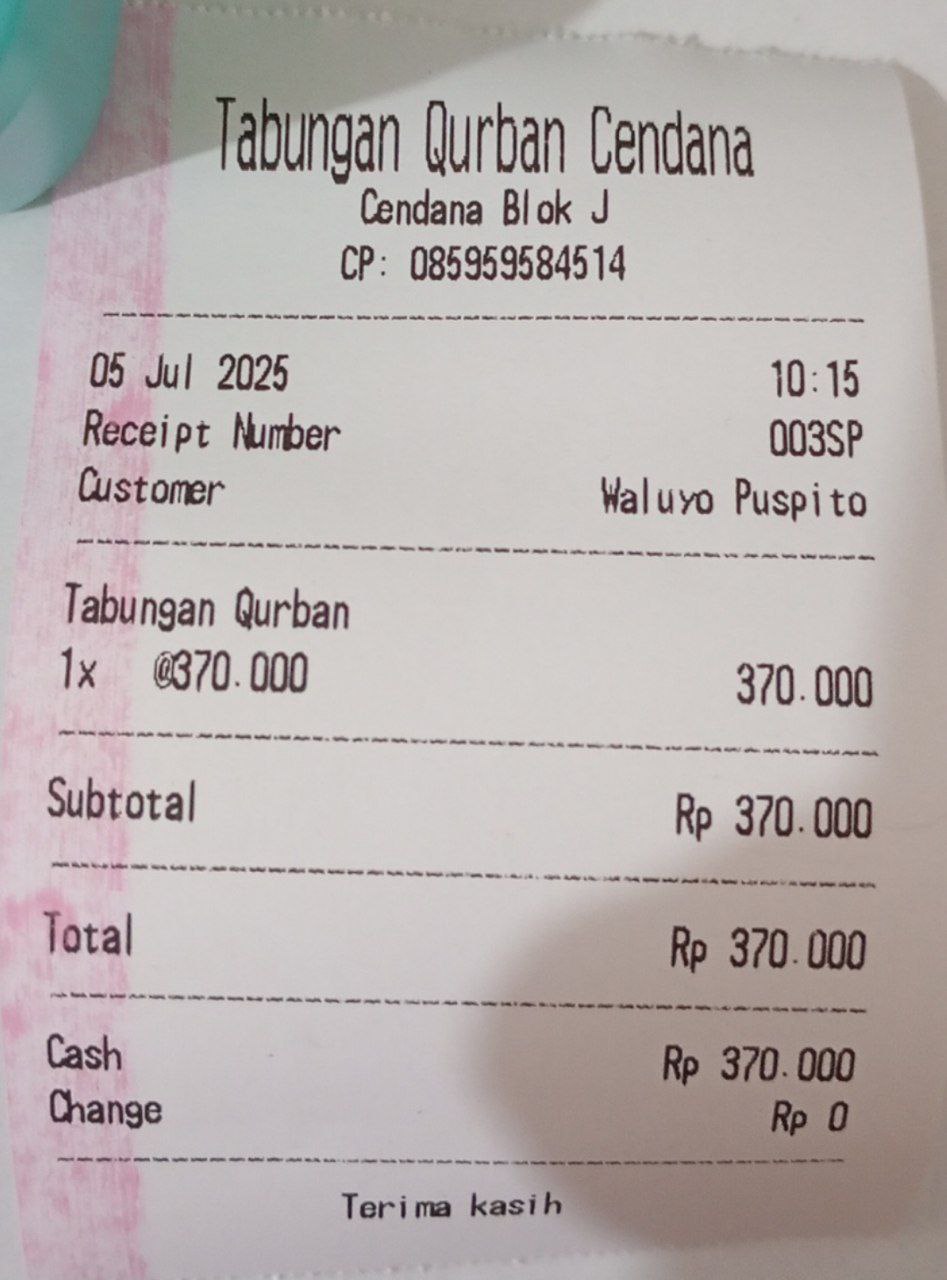 Tabungan Qurban Cendana
Cendana Blok J
CP: 085959584514
05 Jul 2025 10:15
Receipt Number 003SP
Customer Waluyo Puspito
Tabungan Qurban
1x @370.000 370.000
Subtotal Rp 370.000
Total Rp 370.000
Cash Rp 370.000
Change Rp 0
Terima kasih